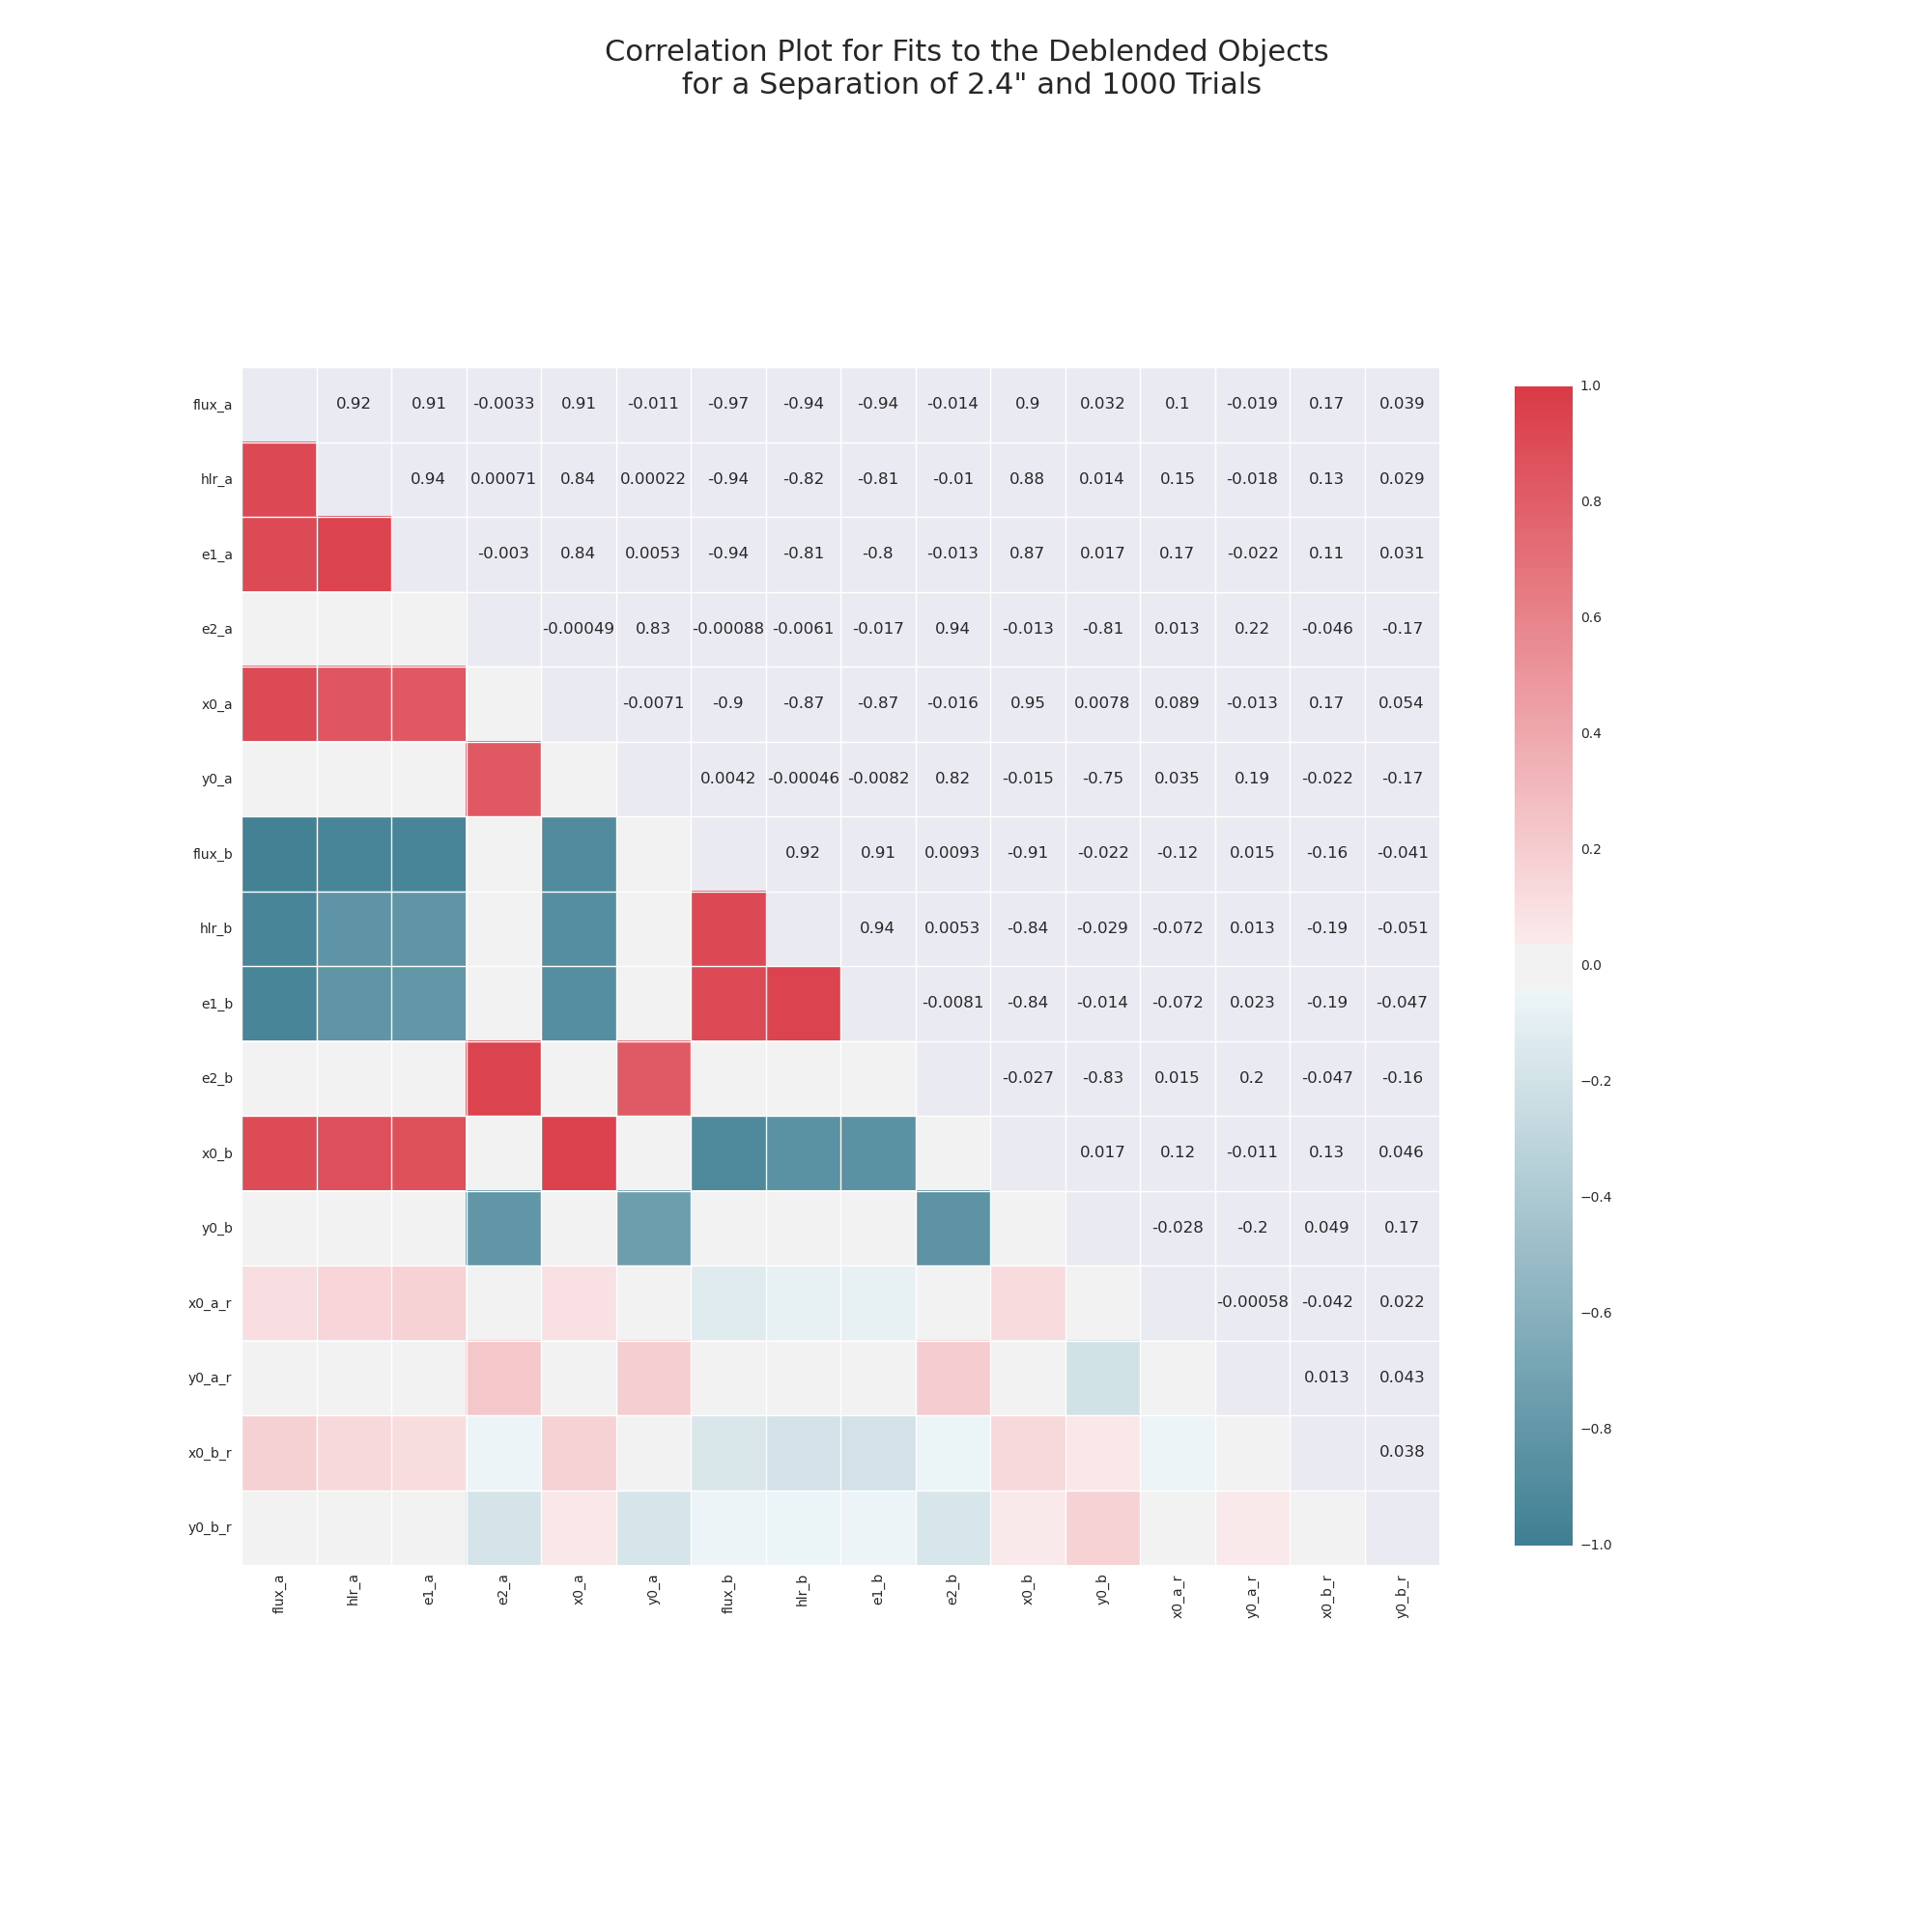 Correlation Plot for Fits to the Deblended Objects
for a Separation of 2.4" and 1000 Trials
flux_a 0.92 0.91 -0.0033 0.91 -0.011 -0.97 -0.94 -0.94 -0.014 0.9 0.032 0.1 -0.019 0.17 0.039
hlr_a 0.94 0.00071 0.84 0.00022 -0.94 -0.82 -0.81 -0.01 0.88 0.014 0.15 -0.018 0.13 0.029
e1_a -0.003 0.84 0.0053 -0.94 -0.81 -0.8 -0.013 0.87 0.017 0.17 -0.022 0.11 0.031
e2_a -0.00049 0.83 -0.00088 -0.0061 -0.017 0.94 -0.013 -0.81 0.013 0.22 -0.046 -0.17
x0_a -0.0071 -0.9 -0.87 -0.87 -0.016 0.95 0.0078 0.089 -0.013 0.17 0.054
y0_a 0.0042 -0.00046 -0.0082 0.82 -0.015 -0.75 0.035 0.19 -0.022 -0.17
flux_b 0.92 0.91 0.0093 -0.91 -0.022 -0.12 0.015 -0.16 -0.041
hlr_b 0.94 0.0053 -0.84 -0.029 -0.072 0.013 -0.19 -0.051
e1_b -0.0081 -0.84 -0.014 -0.072 0.023 -0.19 -0.047
e2_b -0.027 -0.83 0.015 0.2 -0.047 -0.16
x0_b 0.017 0.12 -0.011 0.13 0.046
y0_b -0.028 -0.2 0.049 0.17
x0_a_r -0.00058 -0.042 0.022
y0_a_r 0.013 0.043
x0_b_r 0.038
y0_b_r
flux_a hlr_a e1_a e2_a x0_a y0_a flux_b hlr_b e1_b e2_b x0_b y0_b x0_a_r y0_a_r x0_b_r y0_b_r
1.0
0.8
0.6
0.4
0.2
0.0
−0.2
−0.4
−0.6
−0.8
−1.0